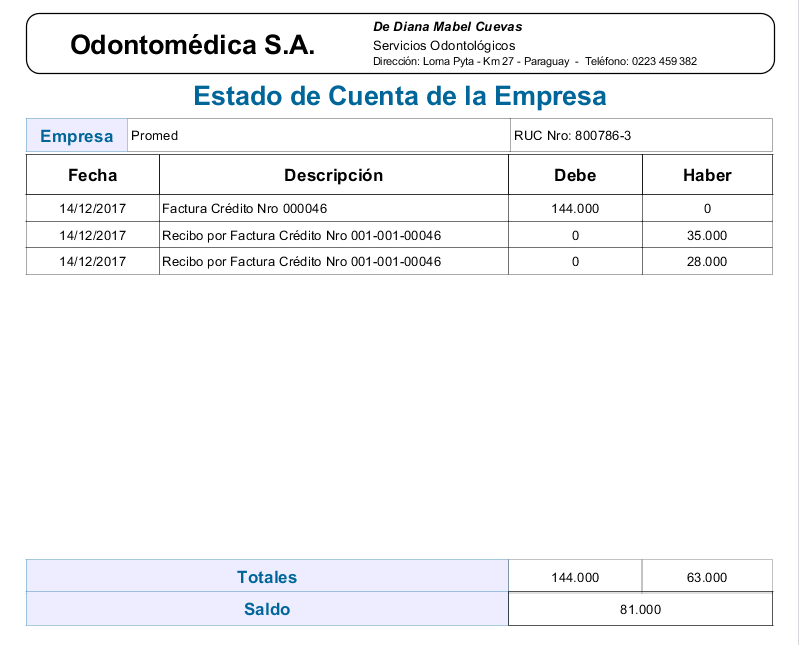 Odontomédica S.A.
De Diana Mabel Cuevas
Servicios Odontológicos
Dirección: Loma Pyta - Km 27 - Paraguay - Teléfono: 0223 459 382
Estado de Cuenta de la Empresa
Empresa Promed RUC Nro: 800786-3
Fecha Descripción Debe Haber
14/12/2017 Factura Crédito Nro 000046 144.000 0
14/12/2017 Recibo por Factura Crédito Nro 001-001-00046 0 35.000
14/12/2017 Recibo por Factura Crédito Nro 001-001-00046 0 28.000
Totales 144.000 63.000
Saldo 81.000